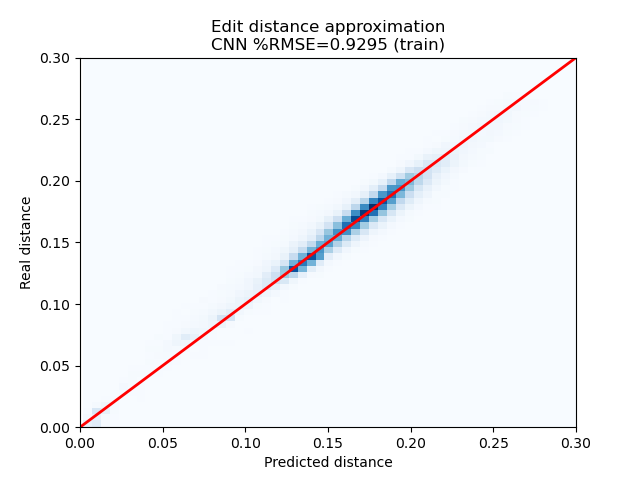 Edit distance approximation
CNN %RMSE=0.9295 (train)
0.30
0.25
0.20
0.15
0.10
0.05
0.00
Real distance
0.00 0.05 0.10 0.15 0.20 0.25 0.30
Predicted distance